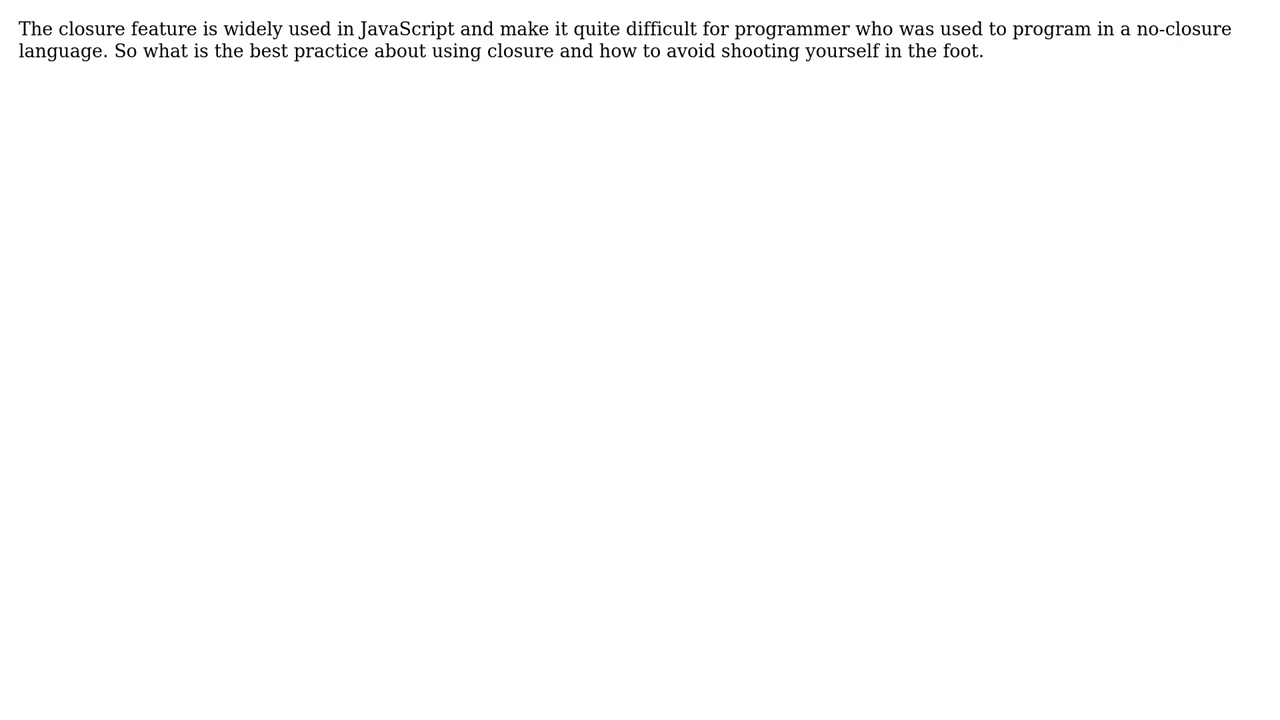 The closure feature is widely used in JavaScript and make it quite difficult for programmer who was used to program in a no-closure
language. So what is the best practice about using closure and how to avoid shooting yourself in the foot.